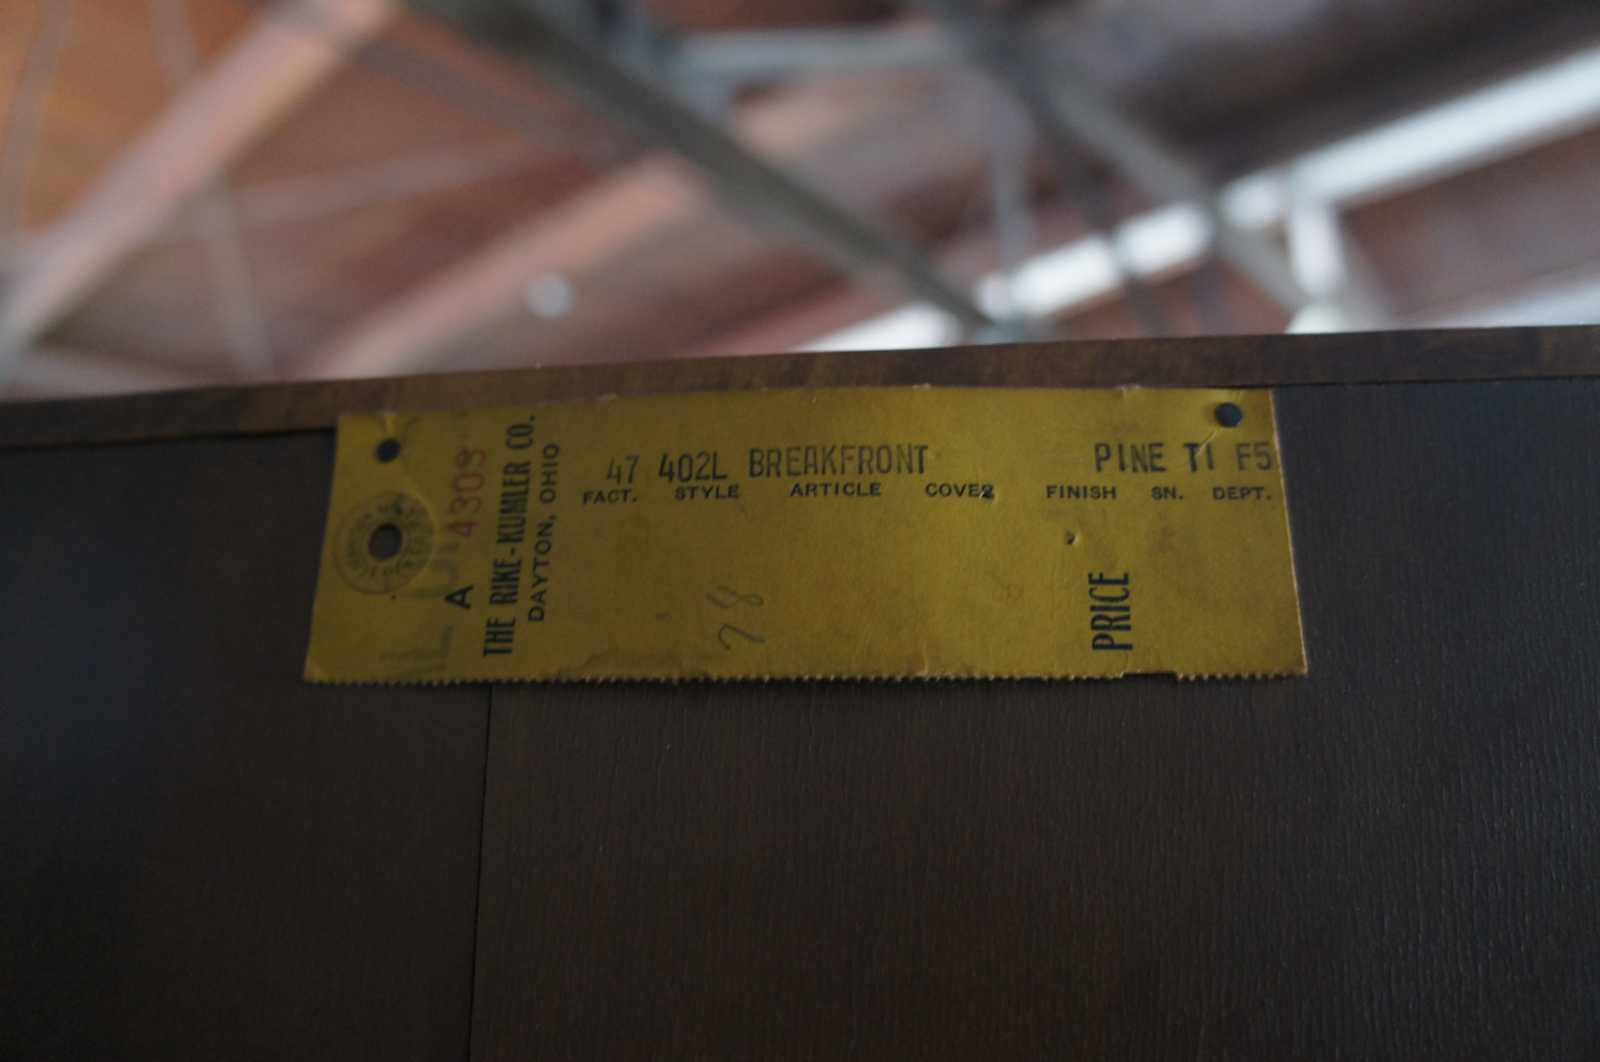 A 4309
THE RIKE-KUMLER CO.
DAYTON, OHIO
47 402L BREAKFRONT PINE T1 F5
FACT. STYLE ARTICLE COVER FINISH SN. DEPT.
78
PRICE